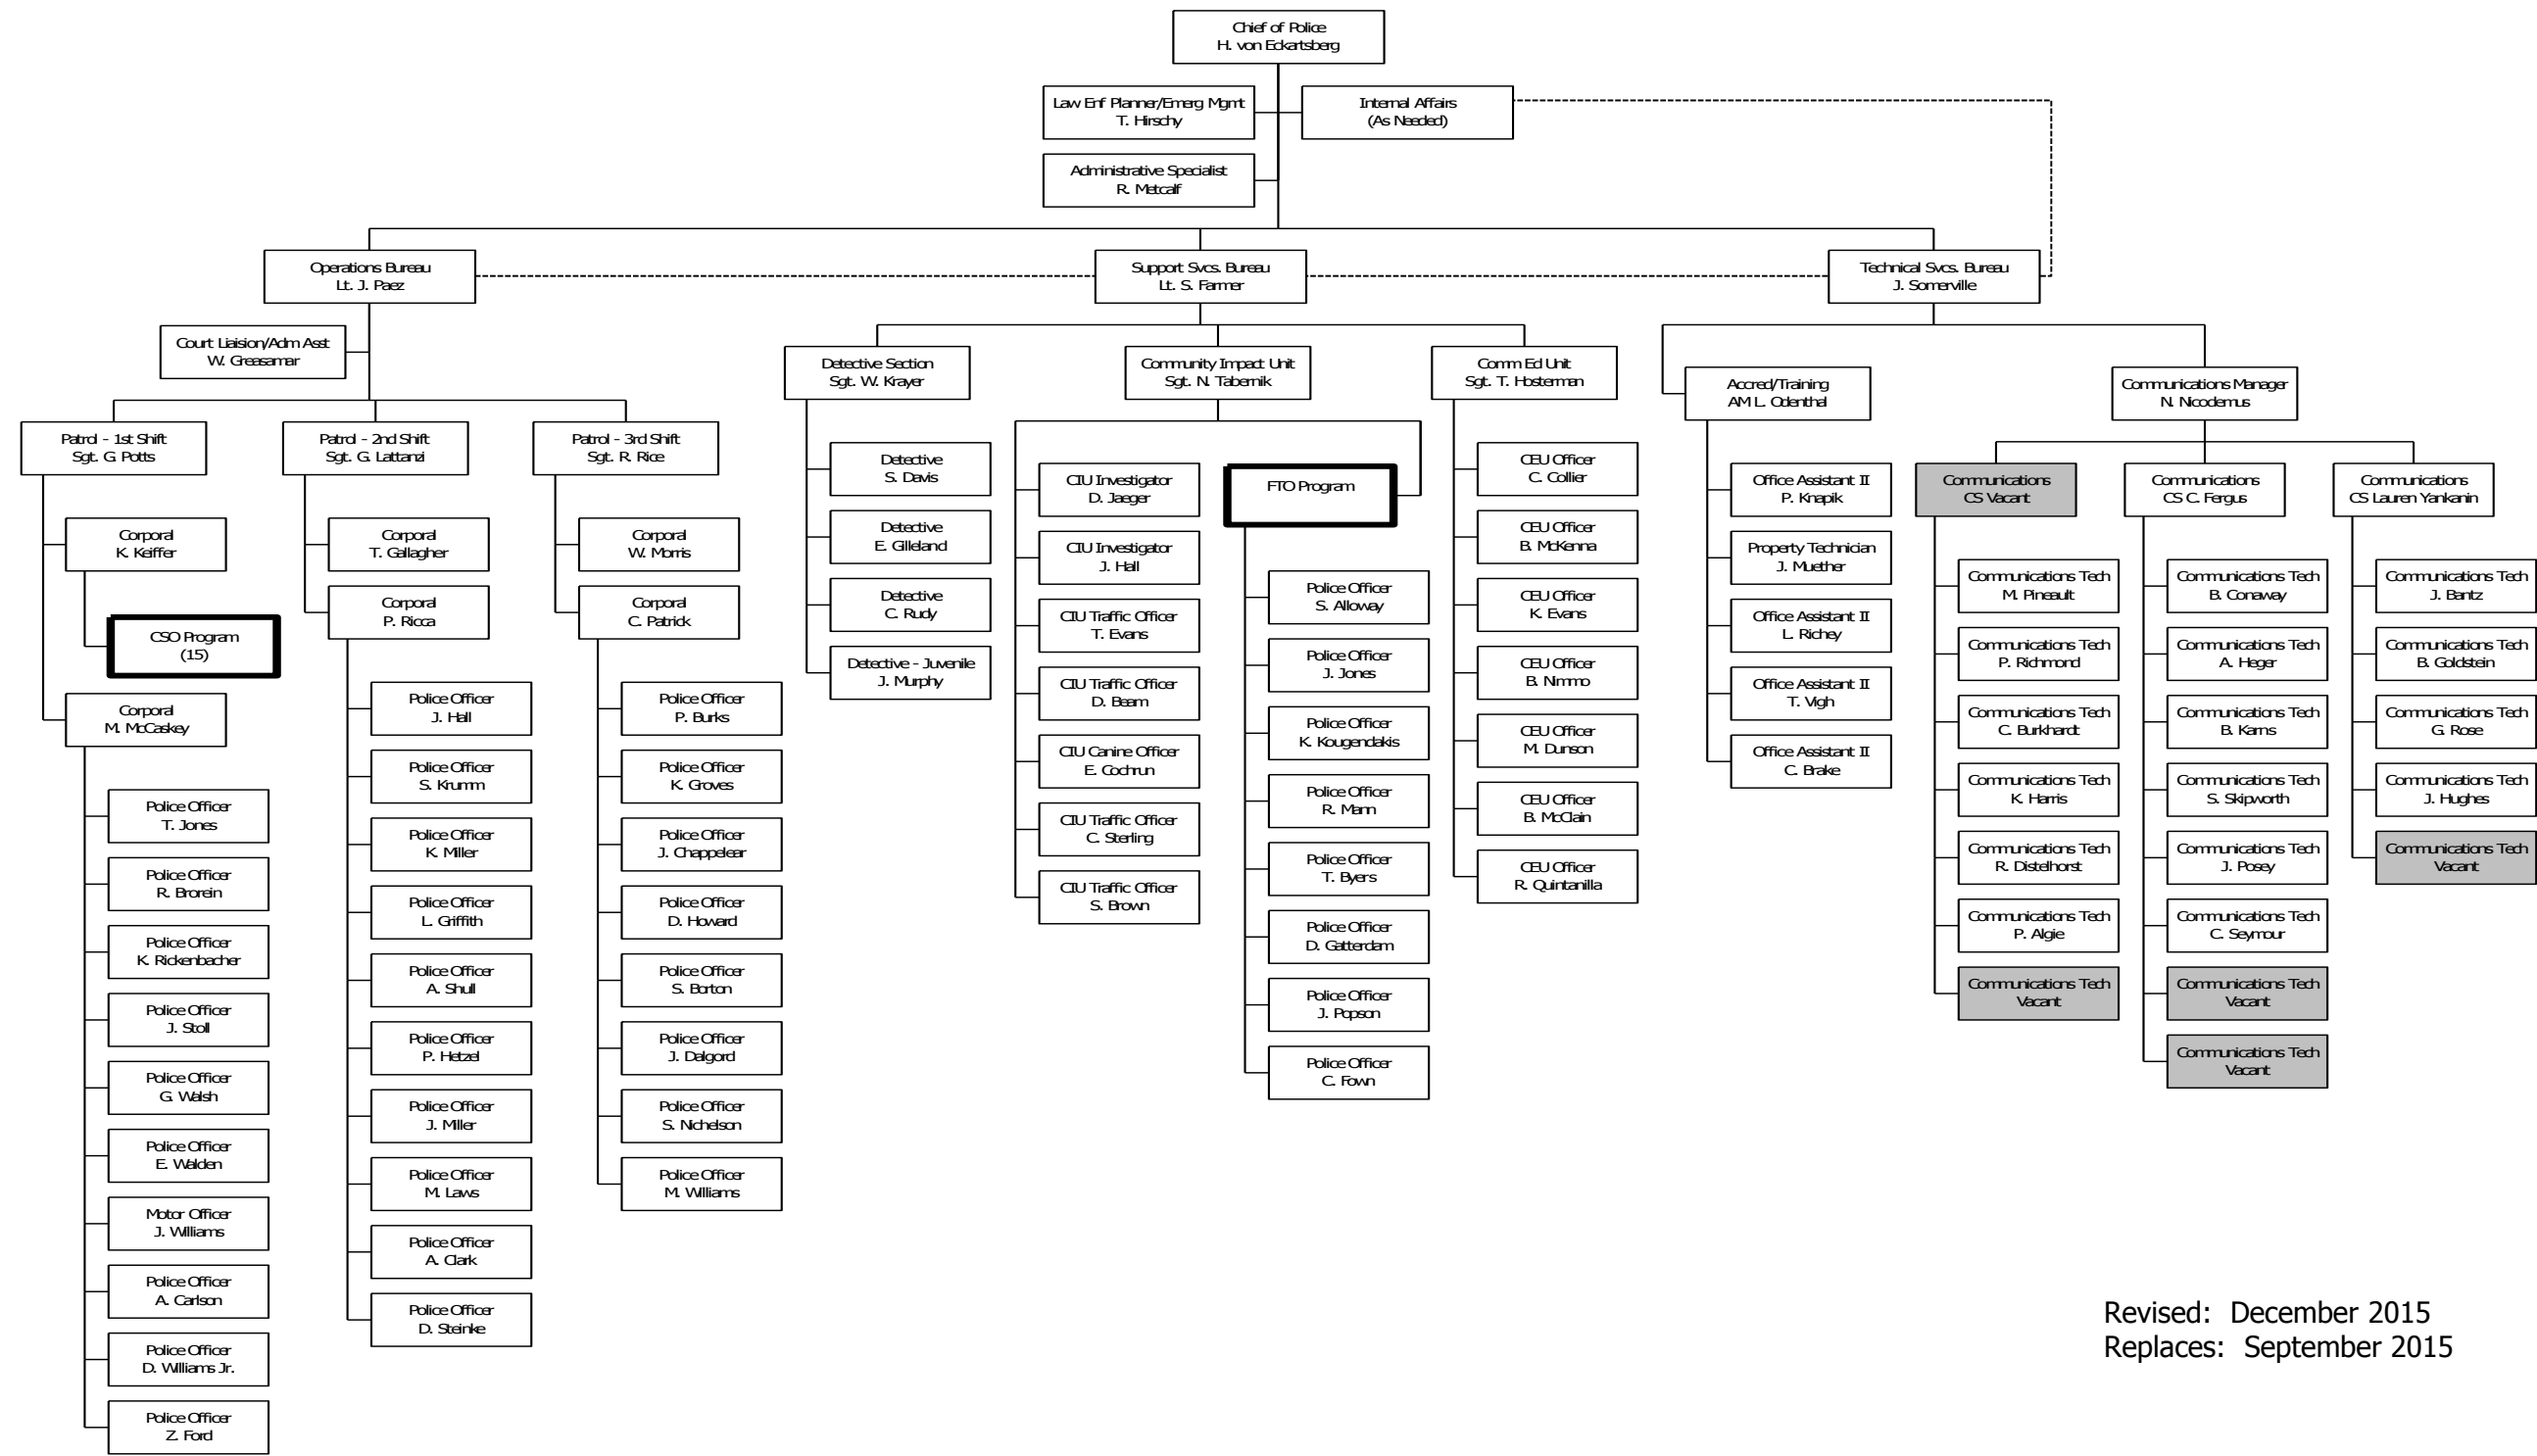 Chief of Police
H. von Eckartsberg
Law Enf Planner/Emerg Mgmt
T. Hirschy
Internal Affairs
(As Needed)
Administrative Specialist
R. Metcalf
Operations Bureau
Lt. J. Paez
Support Svcs. Bureau
Lt. S. Farmer
Technical Svcs. Bureau
J. Somerville
Court Liaision/Adm Asst
W. Greasamar
Patrol - 1st Shift
Sgt. G. Potts
Corporal
K. Keiffer
CSO Program
(15)
Corporal
M. McCaskey
Police Officer
T. Jones
Police Officer
R. Brorein
Police Officer
K. Rickenbacher
Police Officer
J. Stoll
Police Officer
G. Walsh
Police Officer
E. Walden
Motor Officer
J. Williams
Police Officer
A. Carlson
Police Officer
D. Williams Jr.
Police Officer
Z. Ford
Patrol - 2nd Shift
Sgt. G. Lattanzi
Corporal
T. Gallagher
Corporal
P. Ricca
Police Officer
J. Hall
Police Officer
S. Krumm
Police Officer
K. Miller
Police Officer
L. Griffith
Police Officer
A. Shull
Police Officer
P. Hetzel
Police Officer
J. Miller
Police Officer
M. Laws
Police Officer
A. Clark
Police Officer
D. Steinke
Patrol - 3rd Shift
Sgt. R. Rice
Corporal
W. Morris
Corporal
C. Patrick
Police Officer
P. Burks
Police Officer
K. Groves
Police Officer
J. Chappelear
Police Officer
D. Howard
Police Officer
S. Borton
Police Officer
J. Dalgord
Police Officer
S. Nichelson
Police Officer
M. Williams
Detective Section
Sgt. W. Krayer
Detective
S. Davis
Detective
E. Gilleland
Detective
C. Rudy
Detective - Juvenile
J. Murphy
Community Impact Unit
Sgt. N. Tabernik
CIU Investigator
D. Jaeger
CIU Investigator
J. Hall
CIU Traffic Officer
T. Evans
CIU Traffic Officer
D. Beam
CIU Canine Officer
E. Cochrun
CIU Traffic Officer
C. Sterling
CIU Traffic Officer
S. Brown
FTO Program
Police Officer
S. Alloway
Police Officer
J. Jones
Police Officer
K. Kougendakis
Police Officer
R. Mann
Police Officer
T. Byers
Police Officer
D. Gatterdam
Police Officer
J. Popson
Police Officer
C. Fown
Comm Ed Unit
Sgt. T. Hosterman
CEU Officer
C. Collier
CEU Officer
B. McKenna
CEU Officer
K. Evans
CEU Officer
B. Nimmo
CEU Officer
M. Dunson
CEU Officer
B. McClain
CEU Officer
R. Quintanilla
Accred/Training
AM L. Odenthal
Office Assistant II
P. Knapik
Property Technician
J. Muether
Office Assistant II
L. Richey
Office Assistant II
T. Vigh
Office Assistant II
C. Brake
Communications Manager
N. Nicodemus
Communications
CS Vacant
Communications Tech
M. Pineault
Communications Tech
P. Richmond
Communications Tech
C. Burkhardt
Communications Tech
K. Harris
Communications Tech
R. Distelhorst
Communications Tech
P. Algie
Communications Tech
Vacant
Communications
CS C. Fergus
Communications Tech
B. Conaway
Communications Tech
A. Heger
Communications Tech
B. Karns
Communications Tech
S. Skipworth
Communications Tech
J. Posey
Communications Tech
C. Seymour
Communications Tech
Vacant
Communications Tech
Vacant
Communications
CS Lauren Yankanin
Communications Tech
J. Bantz
Communications Tech
B. Goldstein
Communications Tech
G. Rose
Communications Tech
J. Hughes
Communications Tech
Vacant
Revised: December 2015
Replaces: September 2015